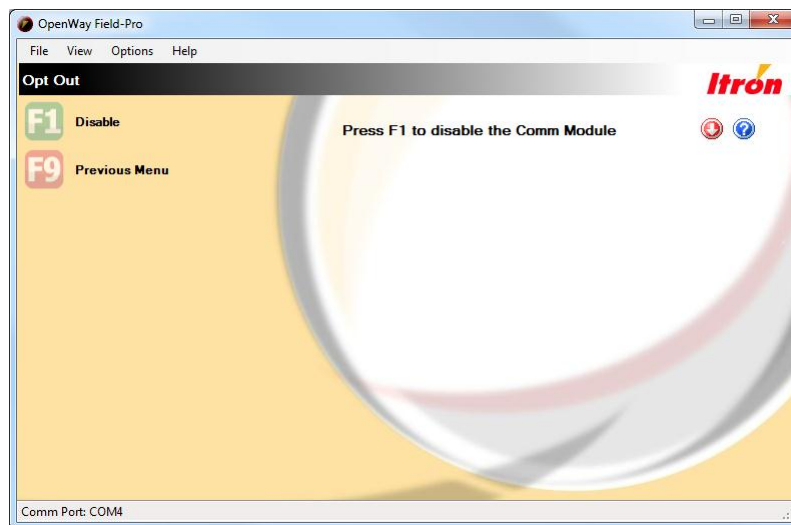 OpenWay Field-Pro
File View Options Help
Opt Out
Itron
F1 Disable
Press F1 to disable the Comm Module
F9 Previous Menu
Comm Port: COM4